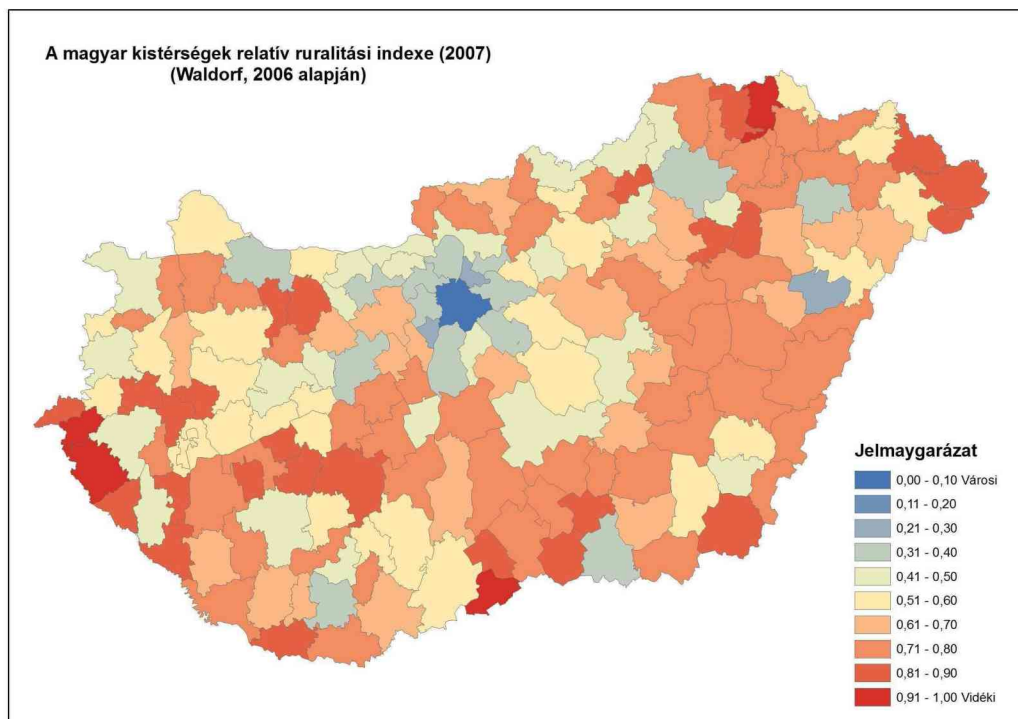 A magyar kistérségek relatív ruralitási indexe (2007)
(Waldorf, 2006 alapján)
Jelmaygarázat
0,00 - 0,10 Városi
0,11 - 0,20
0,21 - 0,30
0,31 - 0,40
0,41 - 0,50
0,51 - 0,60
0,61 - 0,70
0,71 - 0,80
0,81 - 0,90
0,91 - 1,00 Vidéki